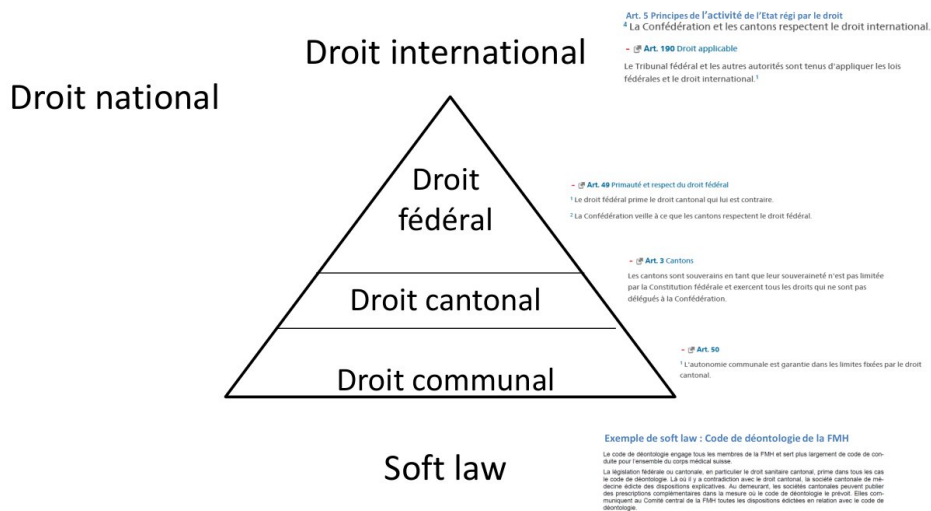 Art. 5 Principes de l'activité de l'Etat régi par le droit
4 La Confédération et les cantons respectent le droit international.
Droit international
Art. 190 Droit applicable
Le Tribunal fédéral et les autres autorités sont tenus d'appliquer les lois
fédérales et le droit international.1
Droit national
Droit
fédéral
– Art. 49 Primauté et respect du droit fédéral
1 Le droit fédéral prime le droit cantonal qui lui est contraire.
2 La Confédération veille à ce que les cantons respectent le droit fédéral.
– Art. 3 Cantons
Les cantons sont souverains en tant que leur souveraineté n'est pas limitée
par la Constitution fédérale et exercent tous les droits qui ne sont pas
délégués à la Confédération.
Droit cantonal
– Art. 50
1 L'autonomie communale est garantie dans les limites fixées par le droit
cantonal.
Droit communal
Exemple de soft law : Code de déontologie de la FMH
Le code de déontologie engage tous les membres de la FMH et sert plus largement de code de con-
duite pour l'ensemble du corps médical suisse.
La législation fédérale ou cantonale, en particulier le droit sanitaire cantonal, prime dans tous les cas
le code de déontologie. Là où il y a contradiction avec le droit cantonal, la société cantonale de mé-
decine édicte des dispositions explicatives. Au demeurant, les sociétés cantonales peuvent publier
des prescriptions complémentaires dans la mesure où le code de déontologie le prévoit. Elles com-
muniquent au Comité central de la FMH toutes les dispositions édictées en relation avec le code de
déontologie.
Soft law